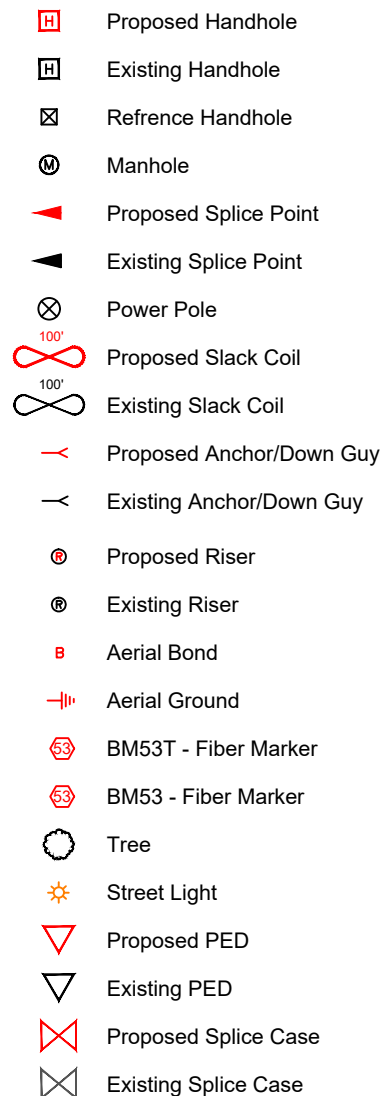 H Proposed Handhole
H Existing Handhole
Refrence Handhole
M Manhole
Proposed Splice Point
Existing Splice Point
Power Pole
100'
Proposed Slack Coil
100'
Existing Slack Coil
Proposed Anchor/Down Guy
Existing Anchor/Down Guy
R Proposed Riser
R Existing Riser
B Aerial Bond
Aerial Ground
53 BM53T - Fiber Marker
53 BM53 - Fiber Marker
Tree
Street Light
Proposed PED
Existing PED
Proposed Splice Case
Existing Splice Case